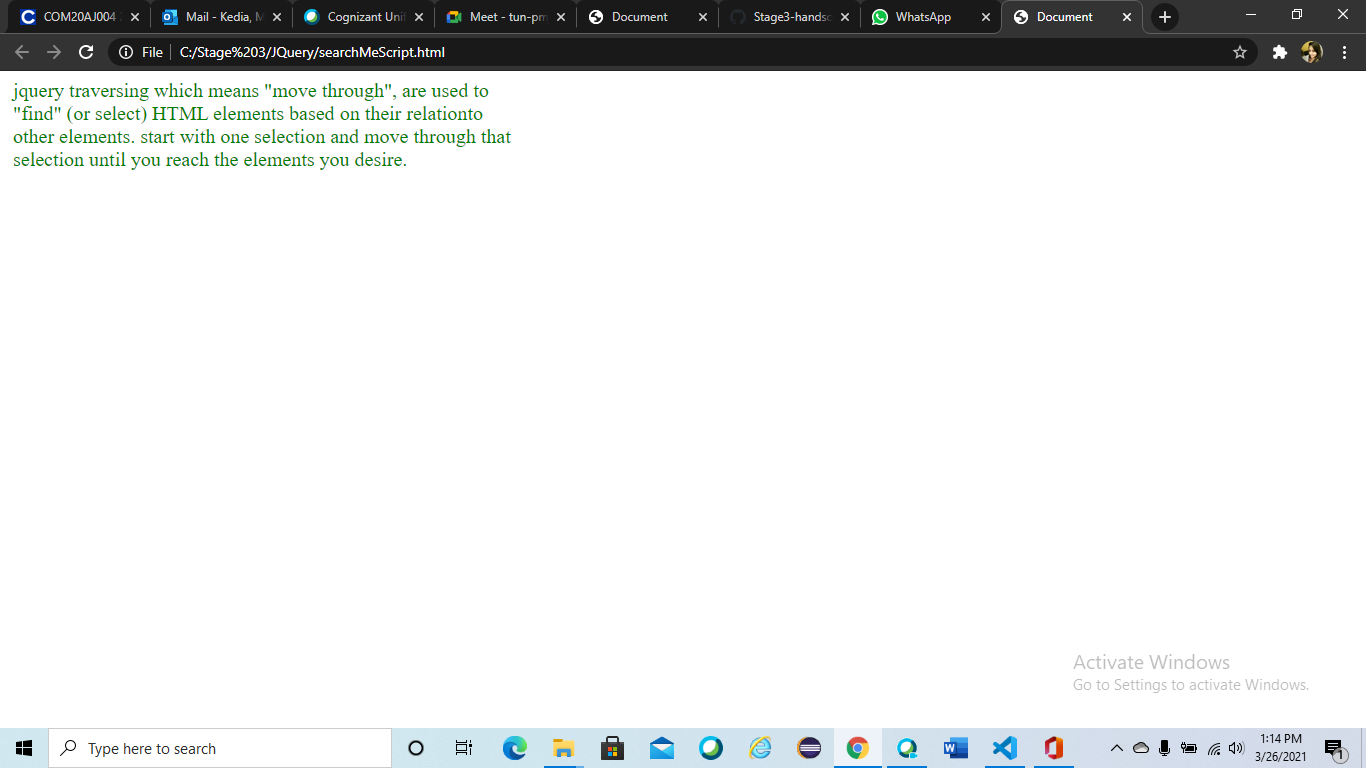 COM20AJ004
Mail - Kedia, M
Cognizant Unif
Meet - tun-pm
Document
Stage3-handsc
WhatsApp
Document
File
C:/Stage%203/JQuery/searchMeScript.html
jquery traversing which means "move through", are used to
"find" (or select) HTML elements based on their relationto
other elements. start with one selection and move through that
selection until you reach the elements you desire.
Activate Windows
Go to Settings to activate Windows.
Type here to search
1:14 PM
3/26/2021
1